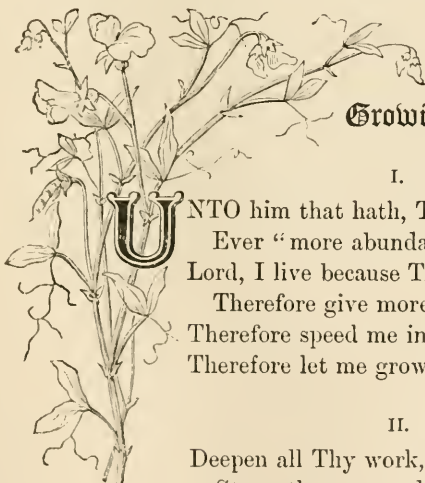 Growi
I.
UNTO him that hath, T
Ever “more abunda
Lord, I live because T
Therefore give more
Therefore speed me in
Therefore let me grow
II.
Deepen all Thy work,